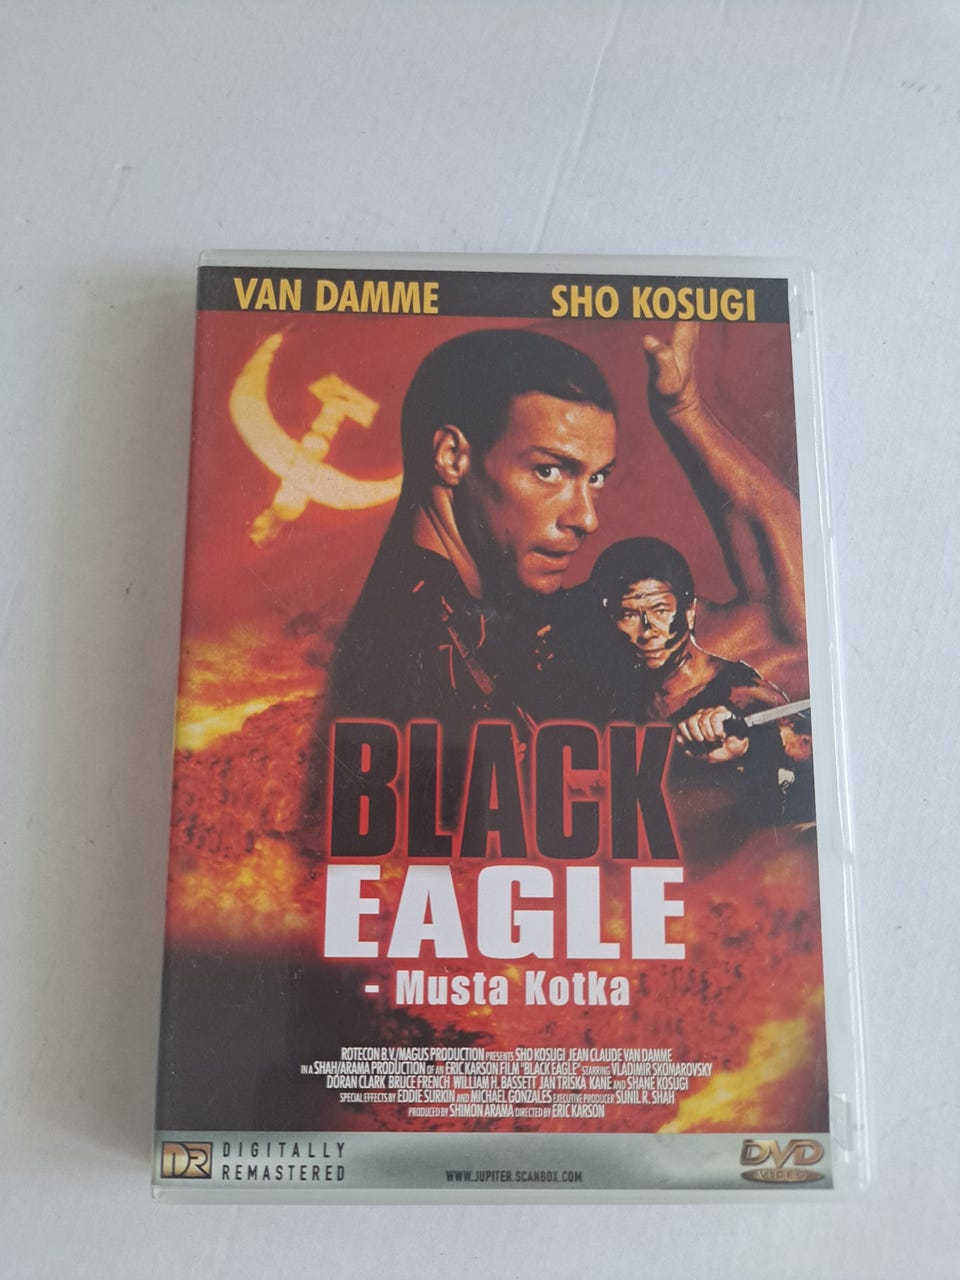 VAN DAMME SHO KOSUGI
BLACK
EAGLE
- Musta Kotka
ROTECON B.V./MAGUS PRODUCTION PRESENTS SHO KOSUGI JEAN CLAUDE VAN DAMME
IN A SHAH/ARAMA PRODUCTION OF AN ERIC KARSON FILM "BLACK EAGLE" STARRING VLADIMIR SKOMAROVSKY
DORAN CLARK BRUCE FRENCH WILLIAM H. BASSETT JAN TRISKA KANE AND SHANE KOSUGI
SPECIAL EFFECTS BY EDDIE SURKIN AND MICHAEL GONZALES EXECUTIVE PRODUCER SUNIL R. SHAH
PRODUCED BY SHIMON ARAMA DIRECTED BY ERIC KARSON
DR DIGITALLY
REMASTERED
WWW.JUPITER.SCANBOX.COM
DVD
VIDEO